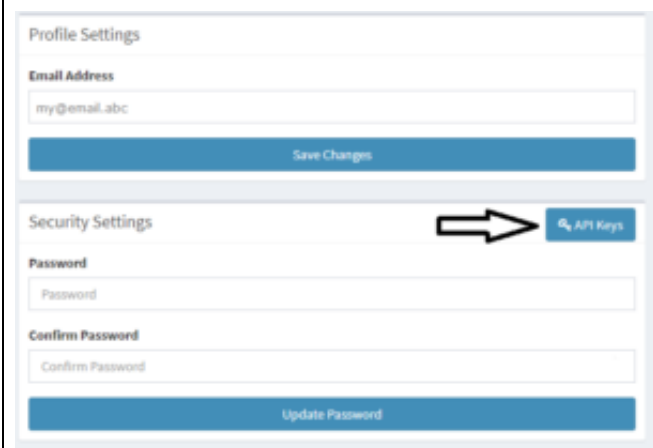 Profile Settings
Email Address
my@email.abc
Save Changes
Security Settings
API Keys
Password
Password
Confirm Password
Confirm Password
Update Password